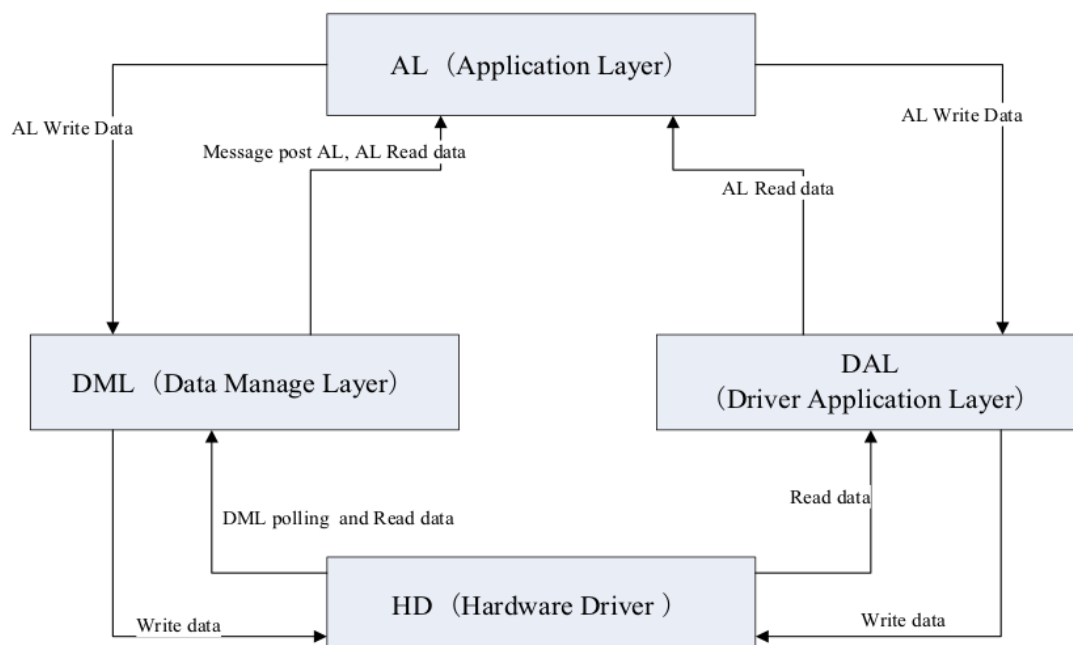 AL（Application Layer）
AL Write Data
AL Write Data
Message post AL, AL Read data
AL Read data
DML（Data Manage Layer）
DAL
（Driver Application Layer）
DML polling and Read data
Read data
HD（Hardware Driver ）
Write data
Write data